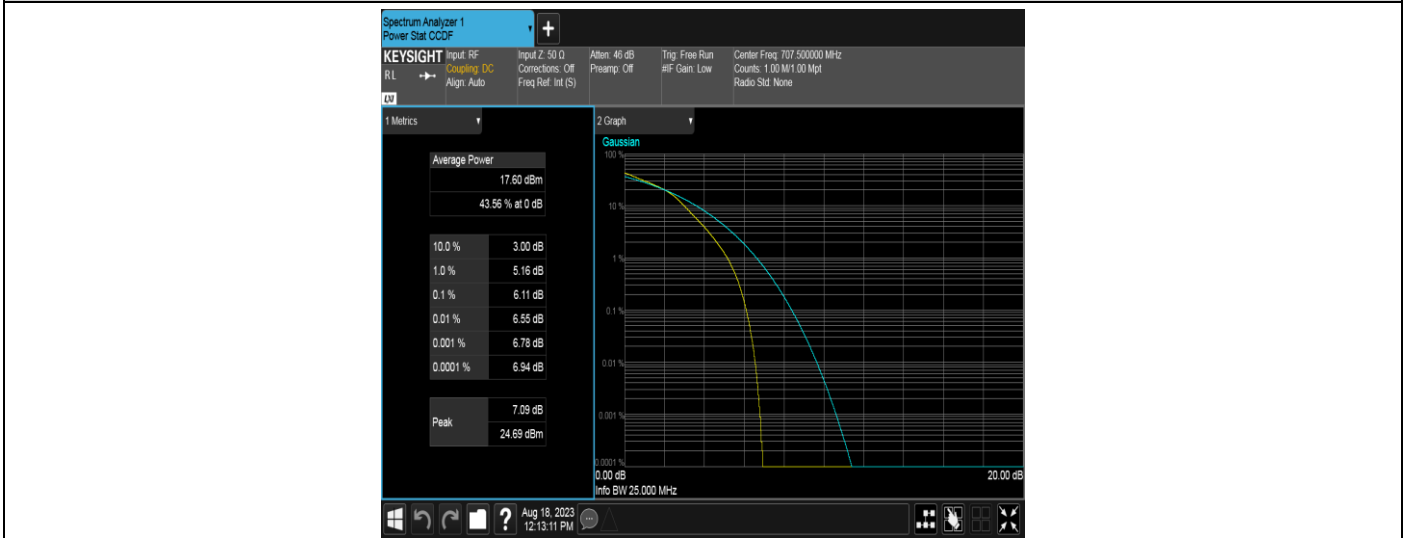 Spectrum Analyzer 1
Power Stat CCDF
+
KEYSIGHT
RL
LXI
Input: RF
Coupling: DC
Align: Auto
Input Z: 50 Ω
Corrections: Off
Freq Ref: Int (S)
Atten: 46 dB
Preamp: Off
Trig: Free Run
#IF Gain: Low
Center Freq: 707.500000 MHz
Counts: 1.00 M/1.00 Mpt
Radio Std: None
1 Metrics
Average Power
17.60 dBm
43.56 % at 0 dB
10.0 % 3.00 dB
1.0 % 5.16 dB
0.1 % 6.11 dB
0.01 % 6.55 dB
0.001 % 6.78 dB
0.0001 % 6.94 dB
Peak
7.09 dB
24.69 dBm
2 Graph
Gaussian
100 %
10 %
1 %
0.1 %
0.01 %
0.001 %
0.0001 %
0.00 dB 20.00 dB
Info BW 25.000 MHz
?
Aug 18, 2023
12:13:11 PM